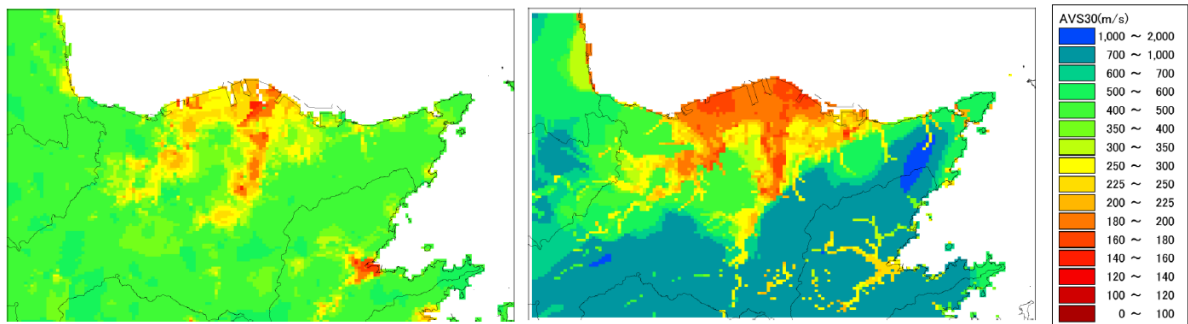 AVS30(m/s)
1,000 ～ 2,000
700 ～ 1,000
600 ～ 700
500 ～ 600
400 ～ 500
350 ～ 400
300 ～ 350
250 ～ 300
225 ～ 250
200 ～ 225
180 ～ 200
160 ～ 180
140 ～ 160
120 ～ 140
100 ～ 120
0 ～ 100